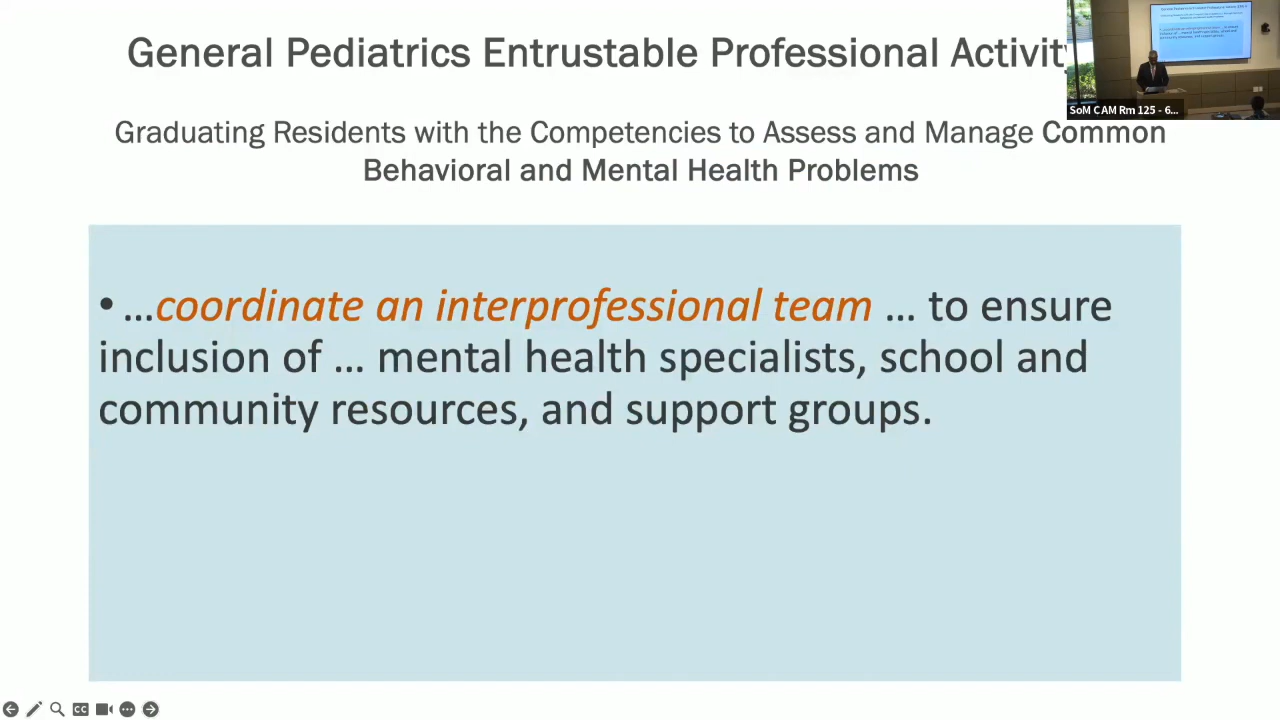 General Pediatrics Entrustable Professional Activity
Graduating Residents with the Competencies to Assess and Manage Common
Behavioral and Mental Health Problems
• …coordinate an interprofessional team … to ensure
inclusion of … mental health specialists, school and
community resources, and support groups.
SoM CAM Rm 125 - 6...
CC